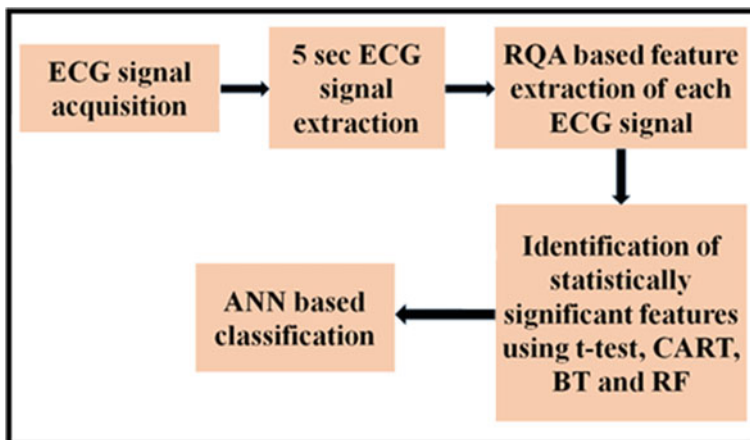 ECG signal
acquisition
5 sec ECG
signal
extraction
RQA based feature
extraction of each
ECG signal
Identification of
statistically
significant features
using t-test, CART,
BT and RF
ANN based
classification